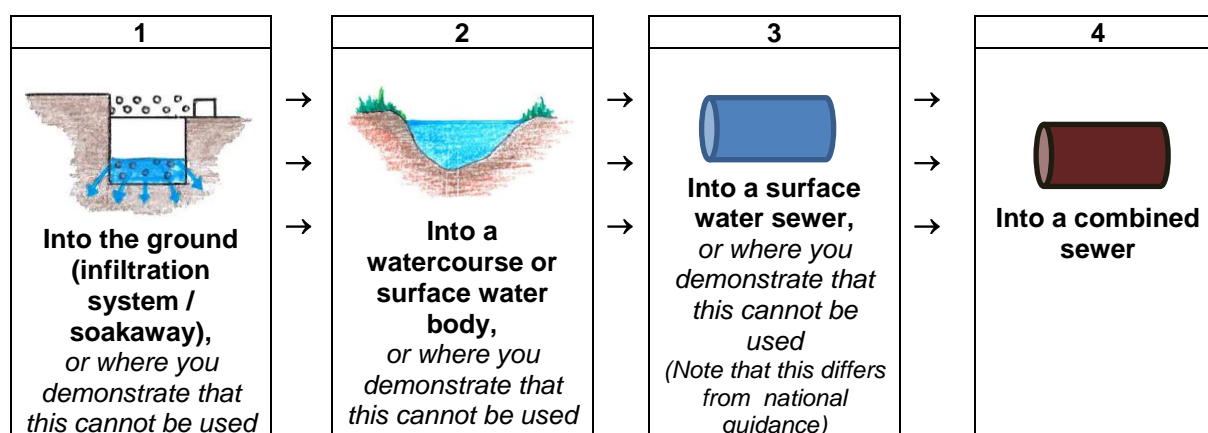 1
Into the ground
(infiltration
system /
soakaway),
or where you
demonstrate that
this cannot be used
→
→
→
2
Into a
watercourse or
surface water
body,
or where you
demonstrate that
this cannot be used
→
→
→
3
Into a surface
water sewer,
or where you
demonstrate that
this cannot be
used
(Note that this differs
from national
guidance)
→
→
→
4
Into a combined
sewer